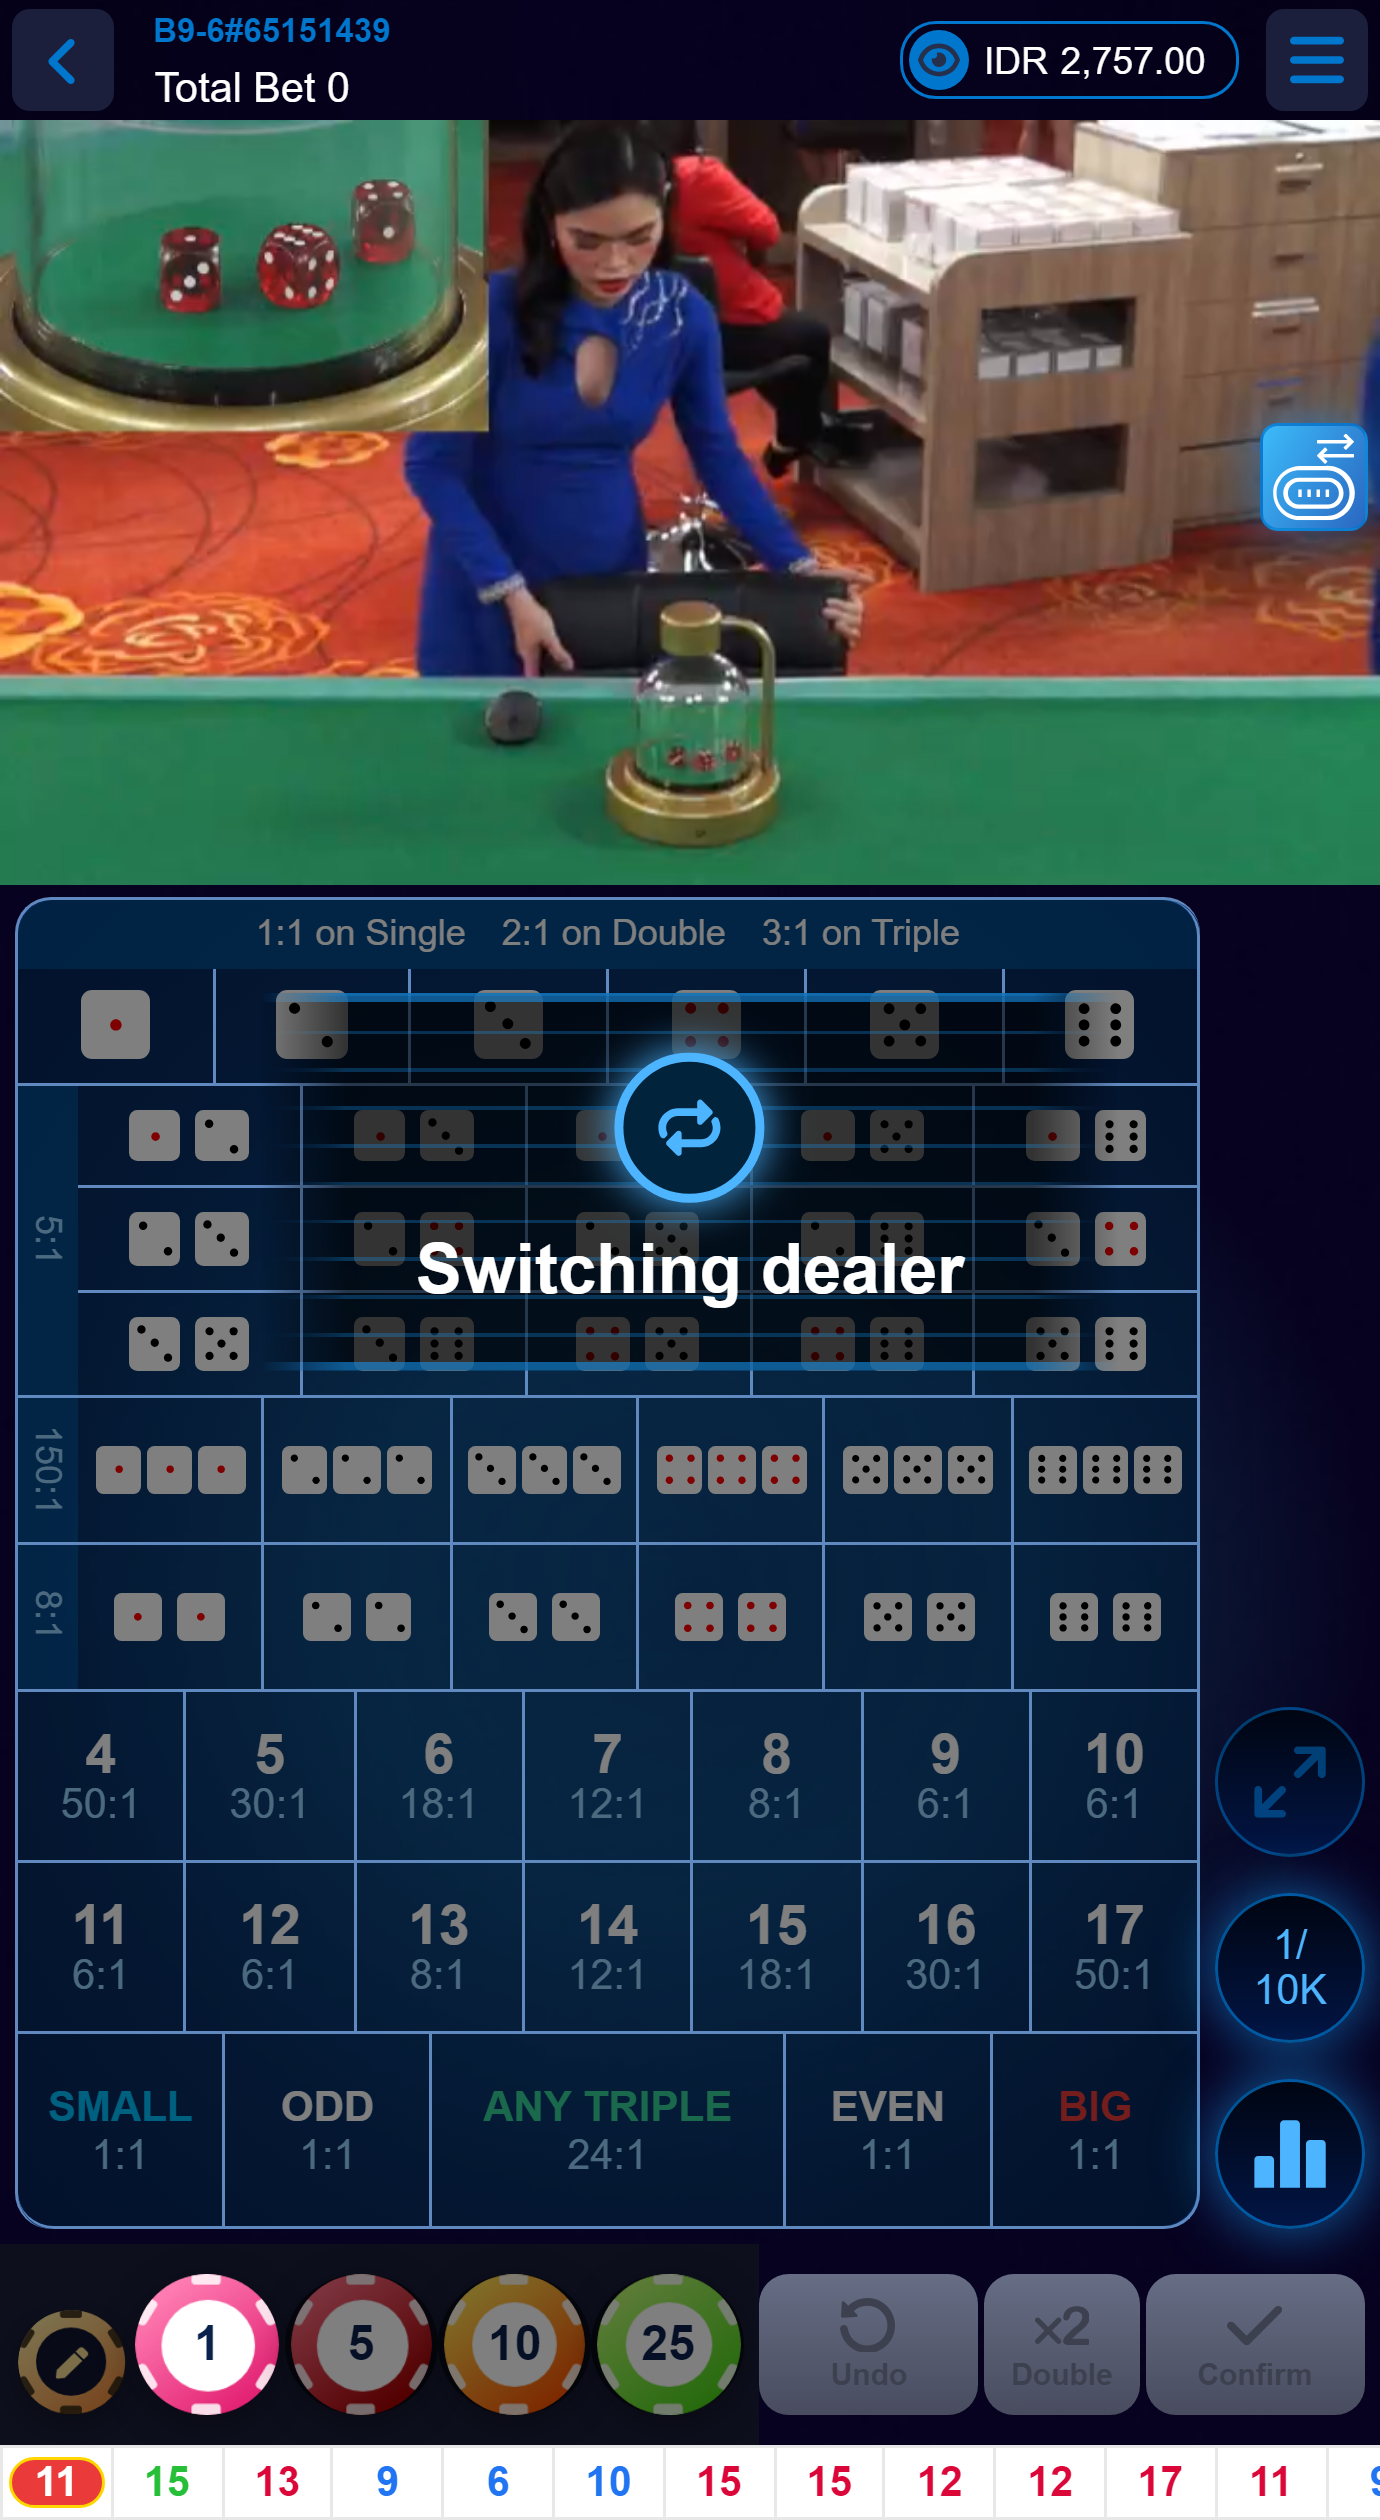 B9-6#65151439
Total Bet 0
IDR 2,757.00
1:1 on Single 2:1 on Double 3:1 on Triple
5:1
Switching dealer
150:1
8:1
4 5 6 7 8 9 10
50:1 30:1 18:1 12:1 8:1 6:1 6:1
11 12 13 14 15 16 17
6:1 6:1 8:1 12:1 18:1 30:1 50:1
1/
10K
SMALL ODD ANY TRIPLE EVEN BIG
1:1 1:1 24:1 1:1 1:1
1 5 10 25
x2
Undo Double Confirm
11 15 13 9 6 10 15 15 12 12 17 11